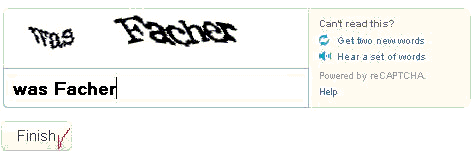 was Facher
was Facher
Can't read this?
Get two new words
Hear a set of words
Powered by reCAPTCHA.
Help
Finish